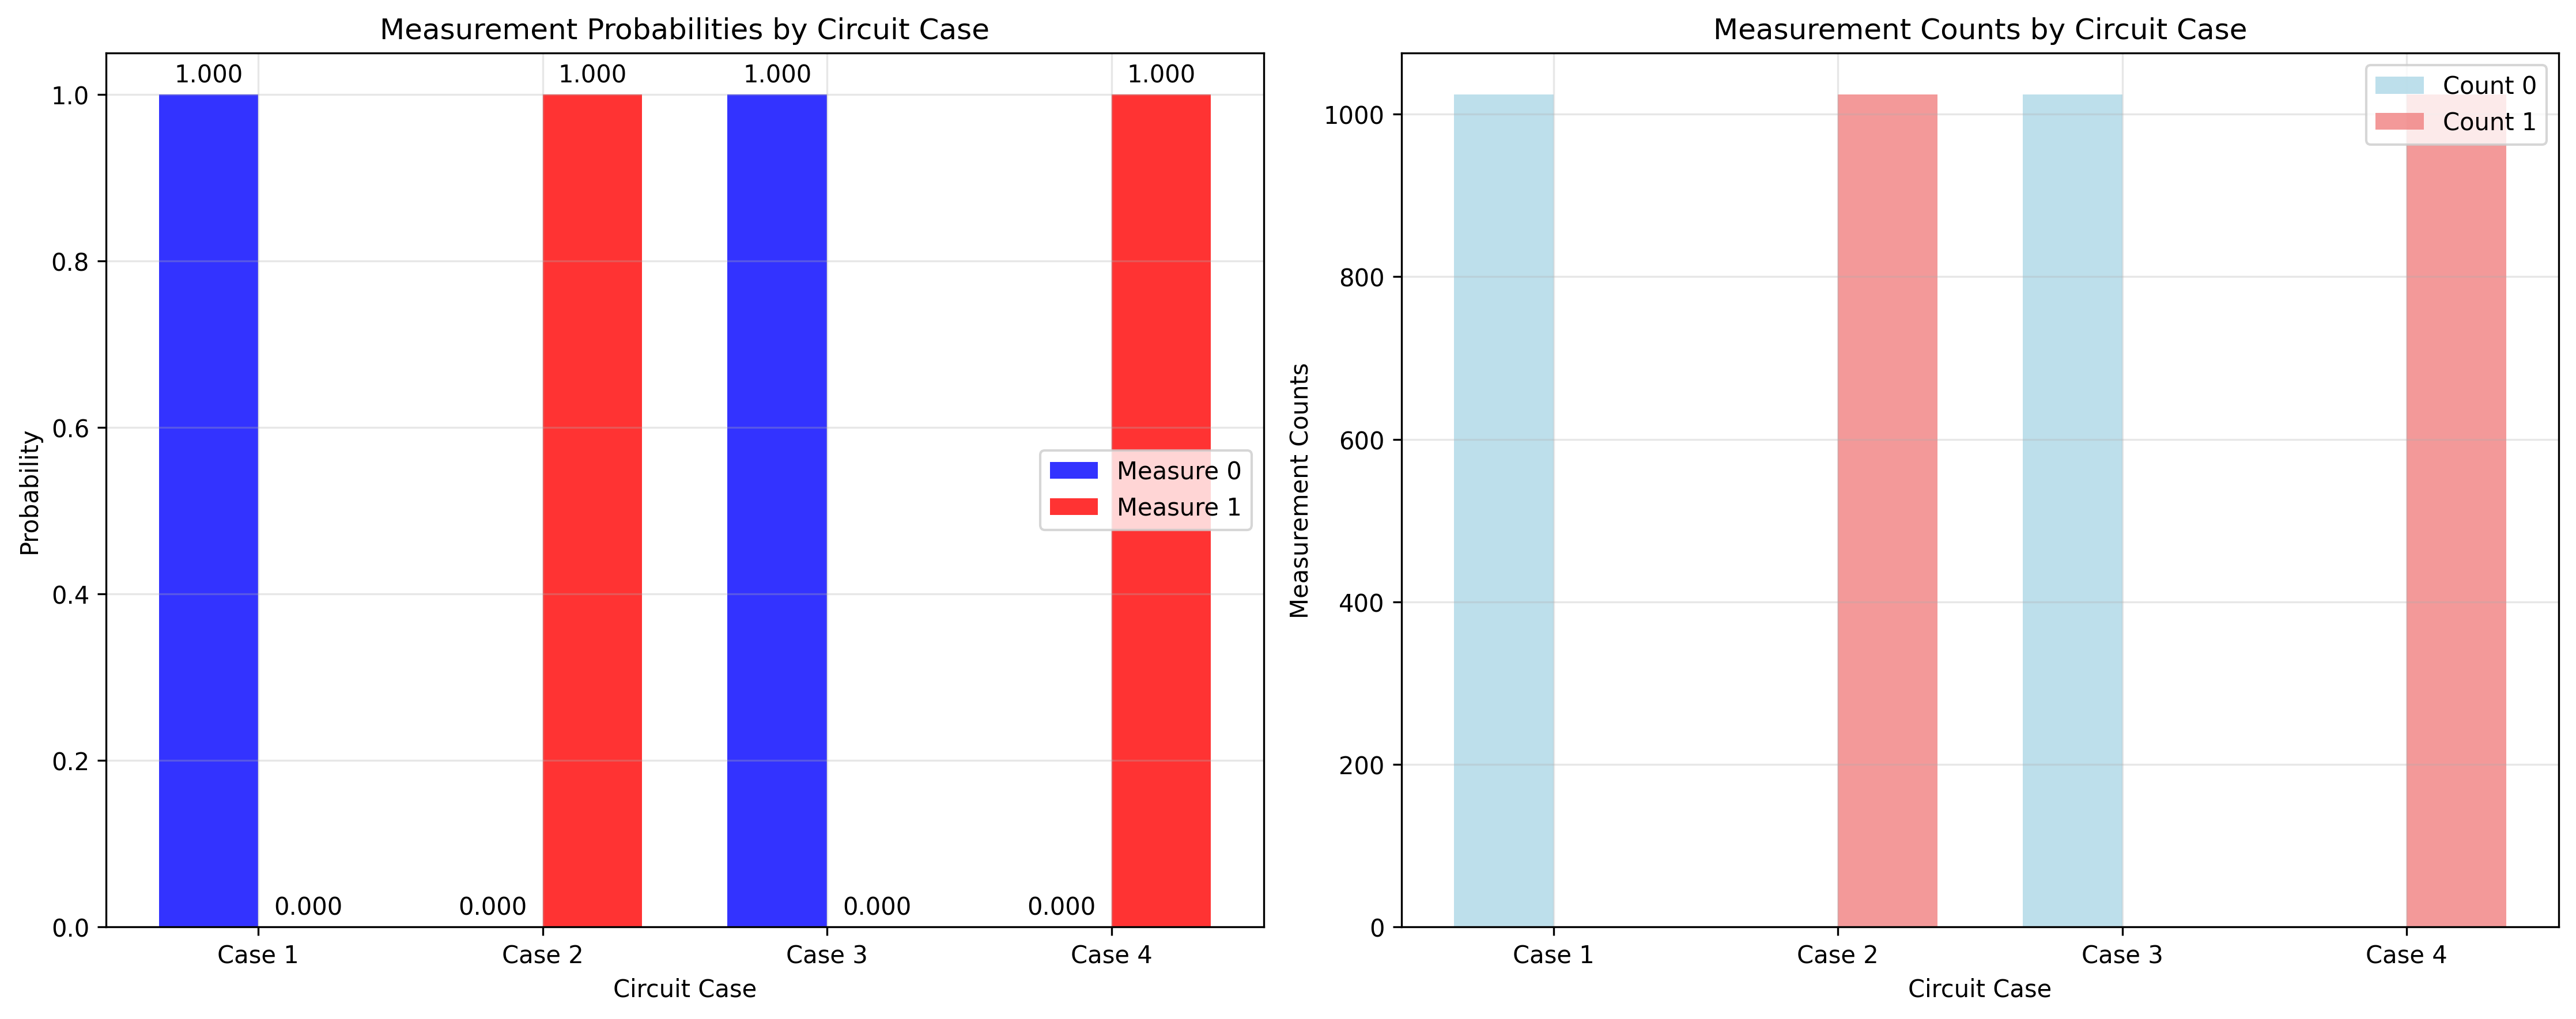 Measurement Probabilities by Circuit Case
1.000 1.000 1.000 1.000
1.0
0.8
0.6
0.4
0.2
0.0
Probability
Measure 0
Measure 1
0.000 0.000 0.000 0.000
Case 1 Case 2 Case 3 Case 4
Circuit Case
Measurement Counts by Circuit Case
Count 0
Count 1
1000
800
600
400
200
0
Measurement Counts
Case 1 Case 2 Case 3 Case 4
Circuit Case